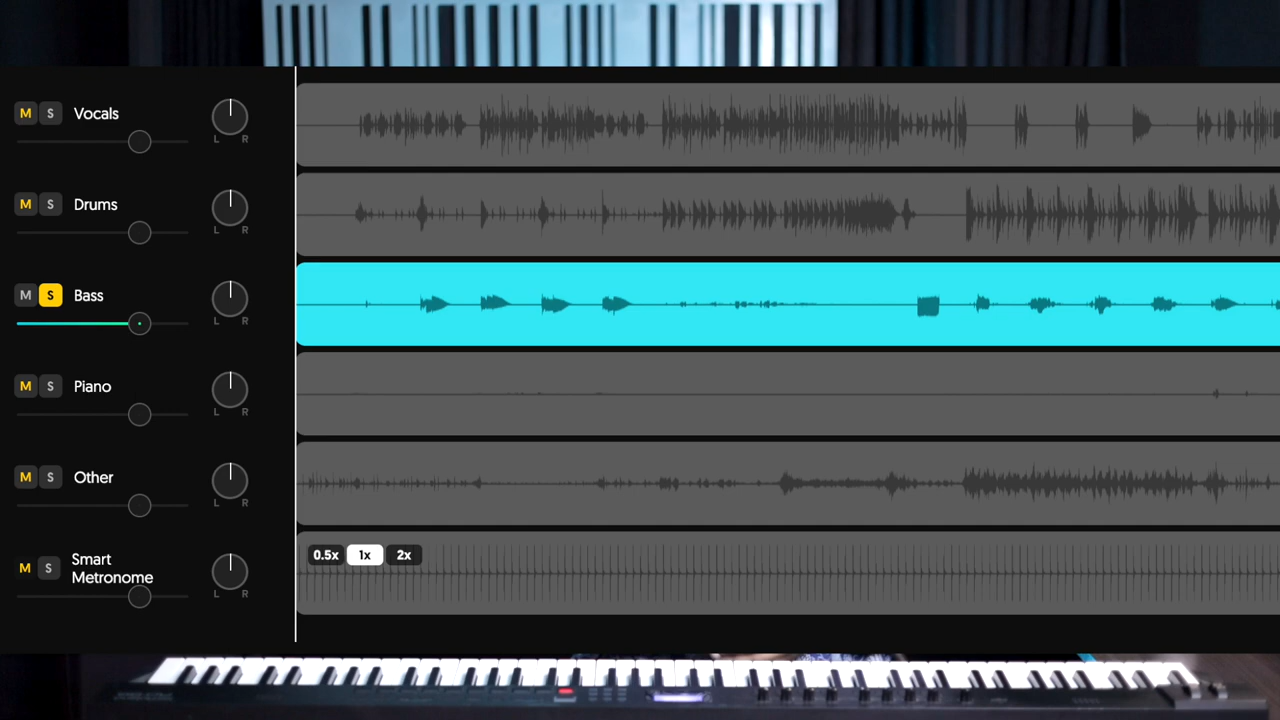 M S Vocals
L R
M S Drums
L R
M S Bass
L R
M S Piano
L R
M S Other
L R
M S Smart
Metronome
L R
0.5x 1x 2x